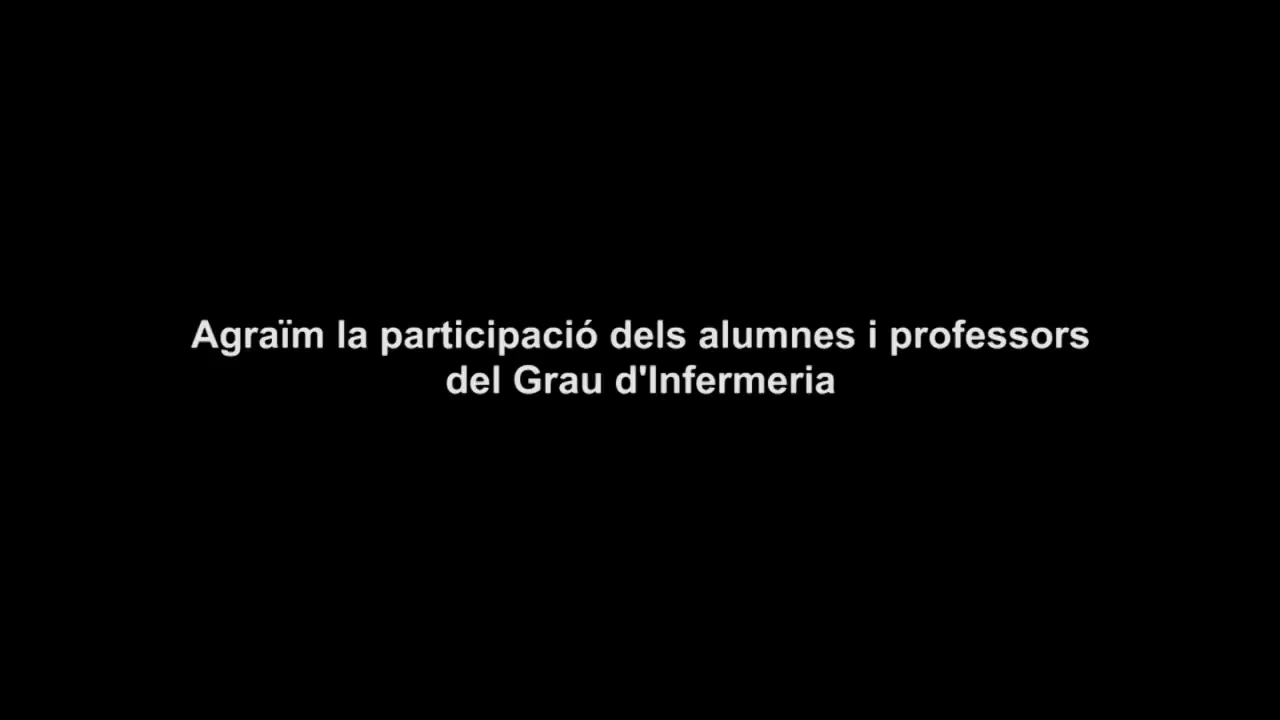 Agraïm la participació dels alumnes i professors
del Grau d'Infermeria